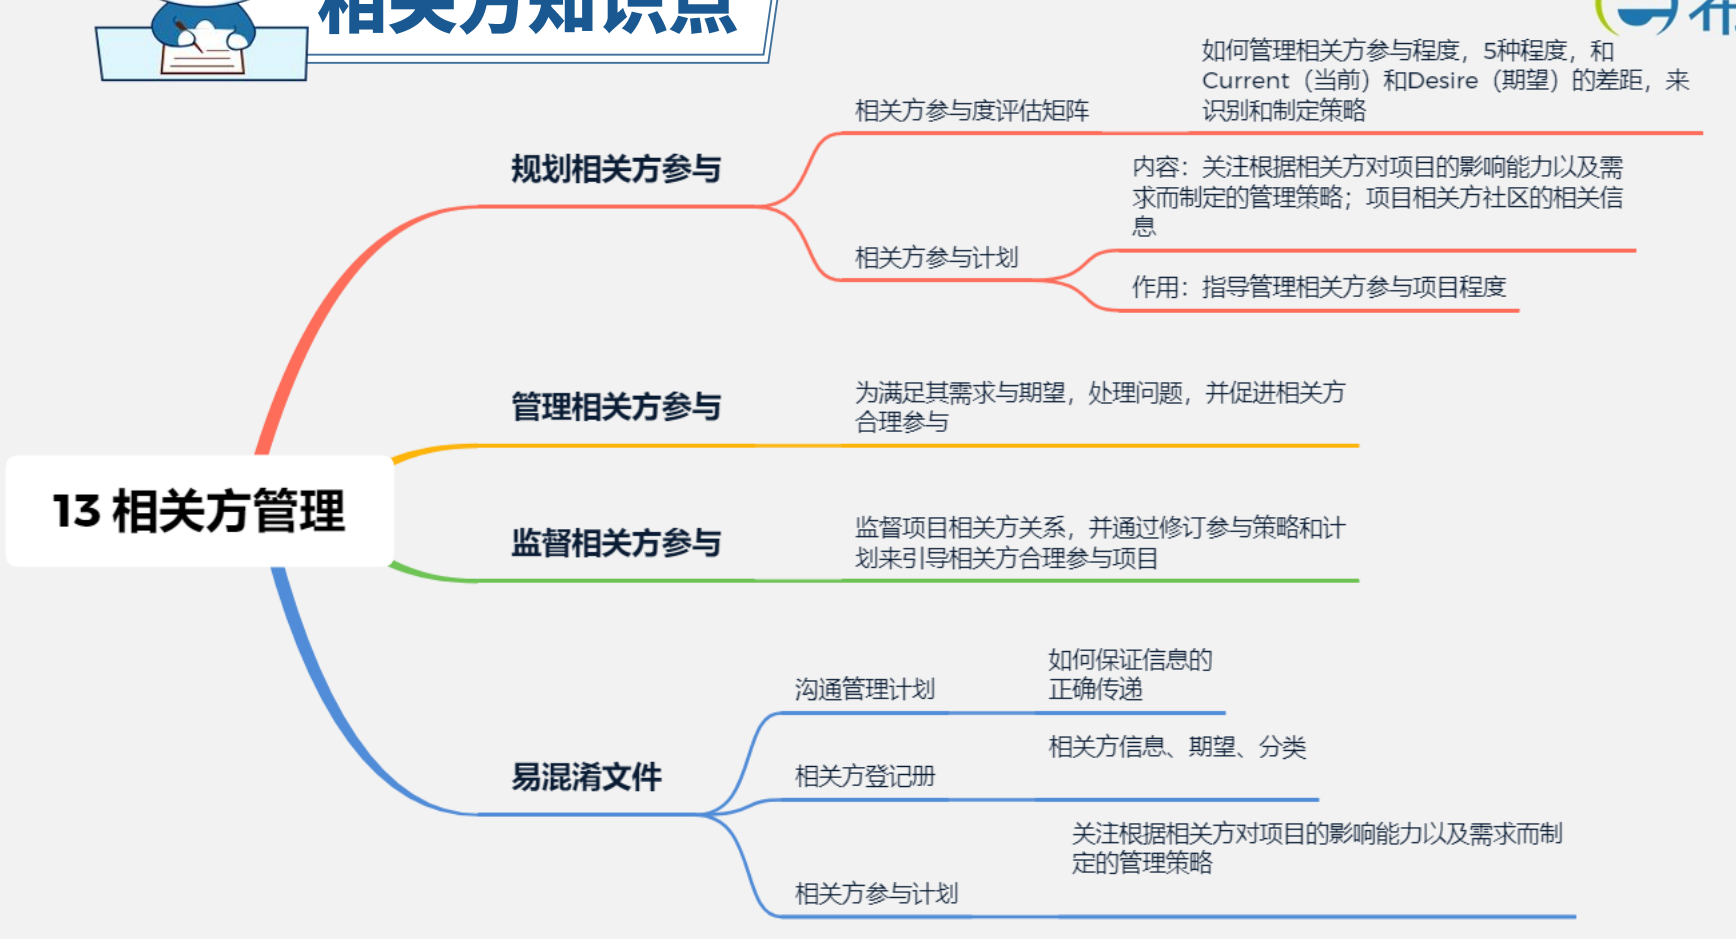 相关方知识点
如何管理相关方参与程度，5种程度，和
Current（当前）和Desire（期望）的差距，来
识别和制定策略
相关方参与度评估矩阵
规划相关方参与
内容：关注根据相关方对项目的影响能力以及需
求而制定的管理策略；项目相关方社区的相关信
息
相关方参与计划
作用：指导管理相关方参与项目程度
管理相关方参与
为满足其需求与期望，处理问题，并促进相关方
合理参与
13 相关方管理
监督相关方参与
监督项目相关方关系，并通过修订参与策略和计
划来引导相关方合理参与项目
易混淆文件
沟通管理计划
如何保证信息的
正确传递
相关方登记册
相关方信息、期望、分类
相关方参与计划
关注根据相关方对项目的影响能力以及需求而制
定的管理策略